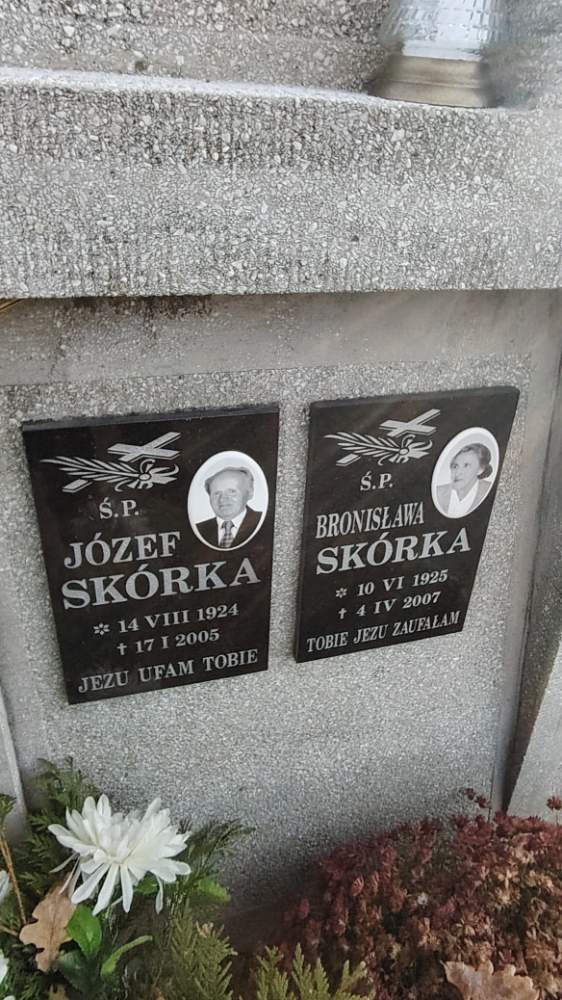 Ś.P.
JÓZEF
SKÓRKA
✲ 14 VIII 1924
† 17 I 2005
JEZU UFAM TOBIE
Ś.P.
BRONISŁAWA
SKÓRKA
✲ 10 VI 1925
† 4 IV 2007
TOBIE JEZU ZAUFAŁAM